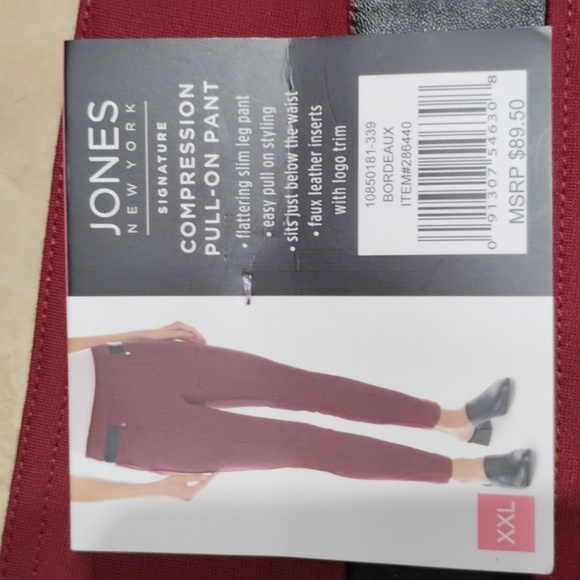 JONES
NEW YORK
SIGNATURE
COMPRESSION
PULL-ON PANT
• flattering slim leg pant
• easy pull on styling
• sits just below the waist
• faux leather inserts
with logo trim
10850181-339
BORDEAUX
ITEM#286440
0 91307 54630 8
MSRP $89.50
XXL